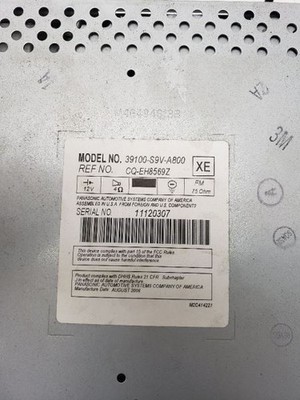 MODEL NO. 39100-S9V-A800
REF NO. CQ-EH8569Z
XE
12V
4Ω
FM
75 Ohm
PANASONIC AUTOMOTIVE SYSTEMS COMPANY OF AMERICA
ASSEMBLED IN U.S.A. FROM FOREIGN AND U.S. COMPONENTS
SERIAL NO. 11120307
This device complies with part 15 of the FCC Rules
Operation is subject to the condition that this
device does not cause harmful interference.
Product complies with DHHS Rules 21 CFR Subchapter
J in effect as of date of manufacture.
PANASONIC AUTOMOTIVE SYSTEMS COMPANY OF AMERICA
Manufacture Date: AUGUST
3M